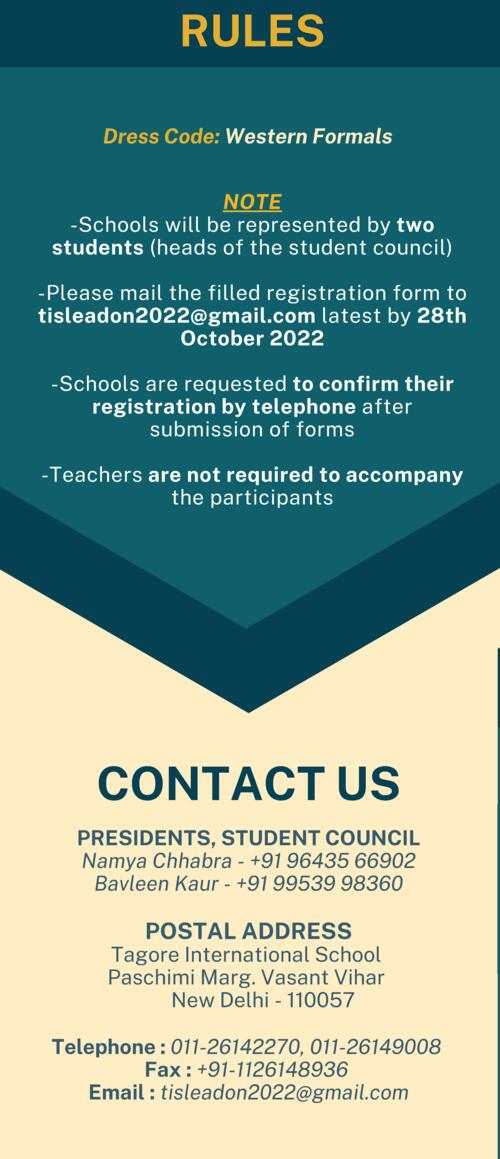 RULES
Dress Code: Western Formals
NOTE
-Schools will be represented by two
students (heads of the student council)
-Please mail the filled registration form to
tisleadon2022@gmail.com latest by 28th
October 2022
-Schools are requested to confirm their
registration by telephone after
submission of forms
-Teachers are not required to accompany
the participants
CONTACT US
PRESIDENTS, STUDENT COUNCIL
Namya Chhabra - +91 96435 66902
Bavleen Kaur - +91 99539 98360
POSTAL ADDRESS
Tagore International School
Paschimi Marg. Vasant Vihar
New Delhi - 110057
Telephone : 011-26142270, 011-26149008
Fax : +91-1126148936
Email : tisleadon2022@gmail.com